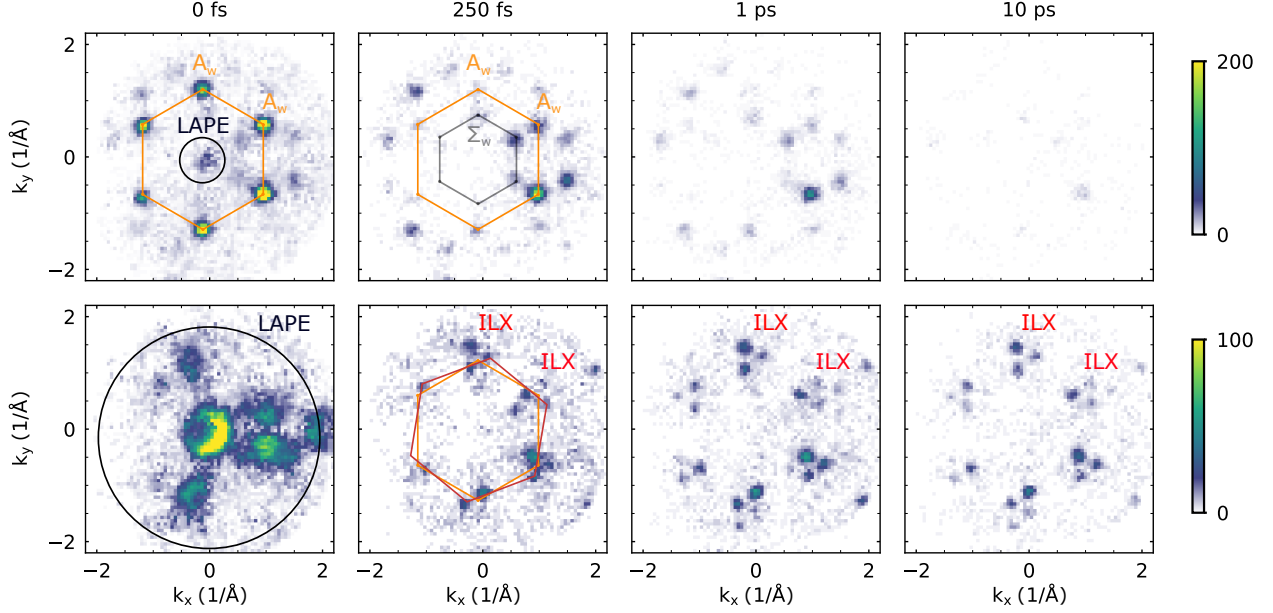 0 fs 250 fs 1 ps 10 ps
2
0
−2
k_y (1/Å)
A_w
A_w
LAPE
A_w
A_w
Σ_w
200
0
2
0
−2
k_y (1/Å)
LAPE
ILX
ILX
ILX
ILX
ILX
ILX
100
0
−2 0 2 −2 0 2 −2 0 2 −2 0 2
k_x (1/Å) k_x (1/Å) k_x (1/Å) k_x (1/Å)